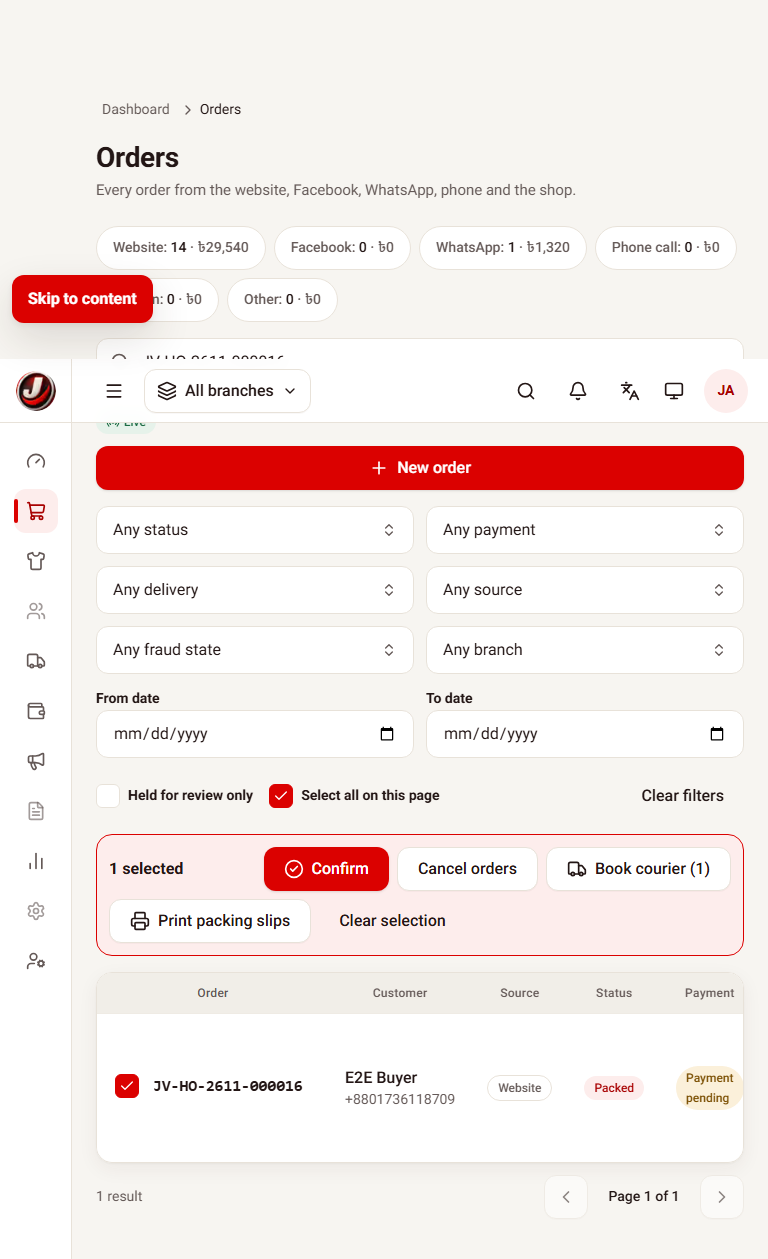 Dashboard > Orders
Orders
Every order from the website, Facebook, WhatsApp, phone and the shop.
Website: 14 · ৳29,540
Facebook: 0 · ৳0
WhatsApp: 1 · ৳1,320
Phone call: 0 · ৳0
Skip to content
0 · ৳0
Other: 0 · ৳0
JV-HO-2611-000016
J
All branches
JA
Live
New order
Any status
Any payment
Any delivery
Any source
Any fraud state
Any branch
From date
To date
mm/dd/yyyy
mm/dd/yyyy
Held for review only
Select all on this page
Clear filters
1 selected
Confirm
Cancel orders
Book courier (1)
Print packing slips
Clear selection
Order
Customer
Source
Status
Payment
JV-HO-2611-000016
E2E Buyer
+8801736118709
Website
Packed
Payment
pending
1 result
Page 1 of 1